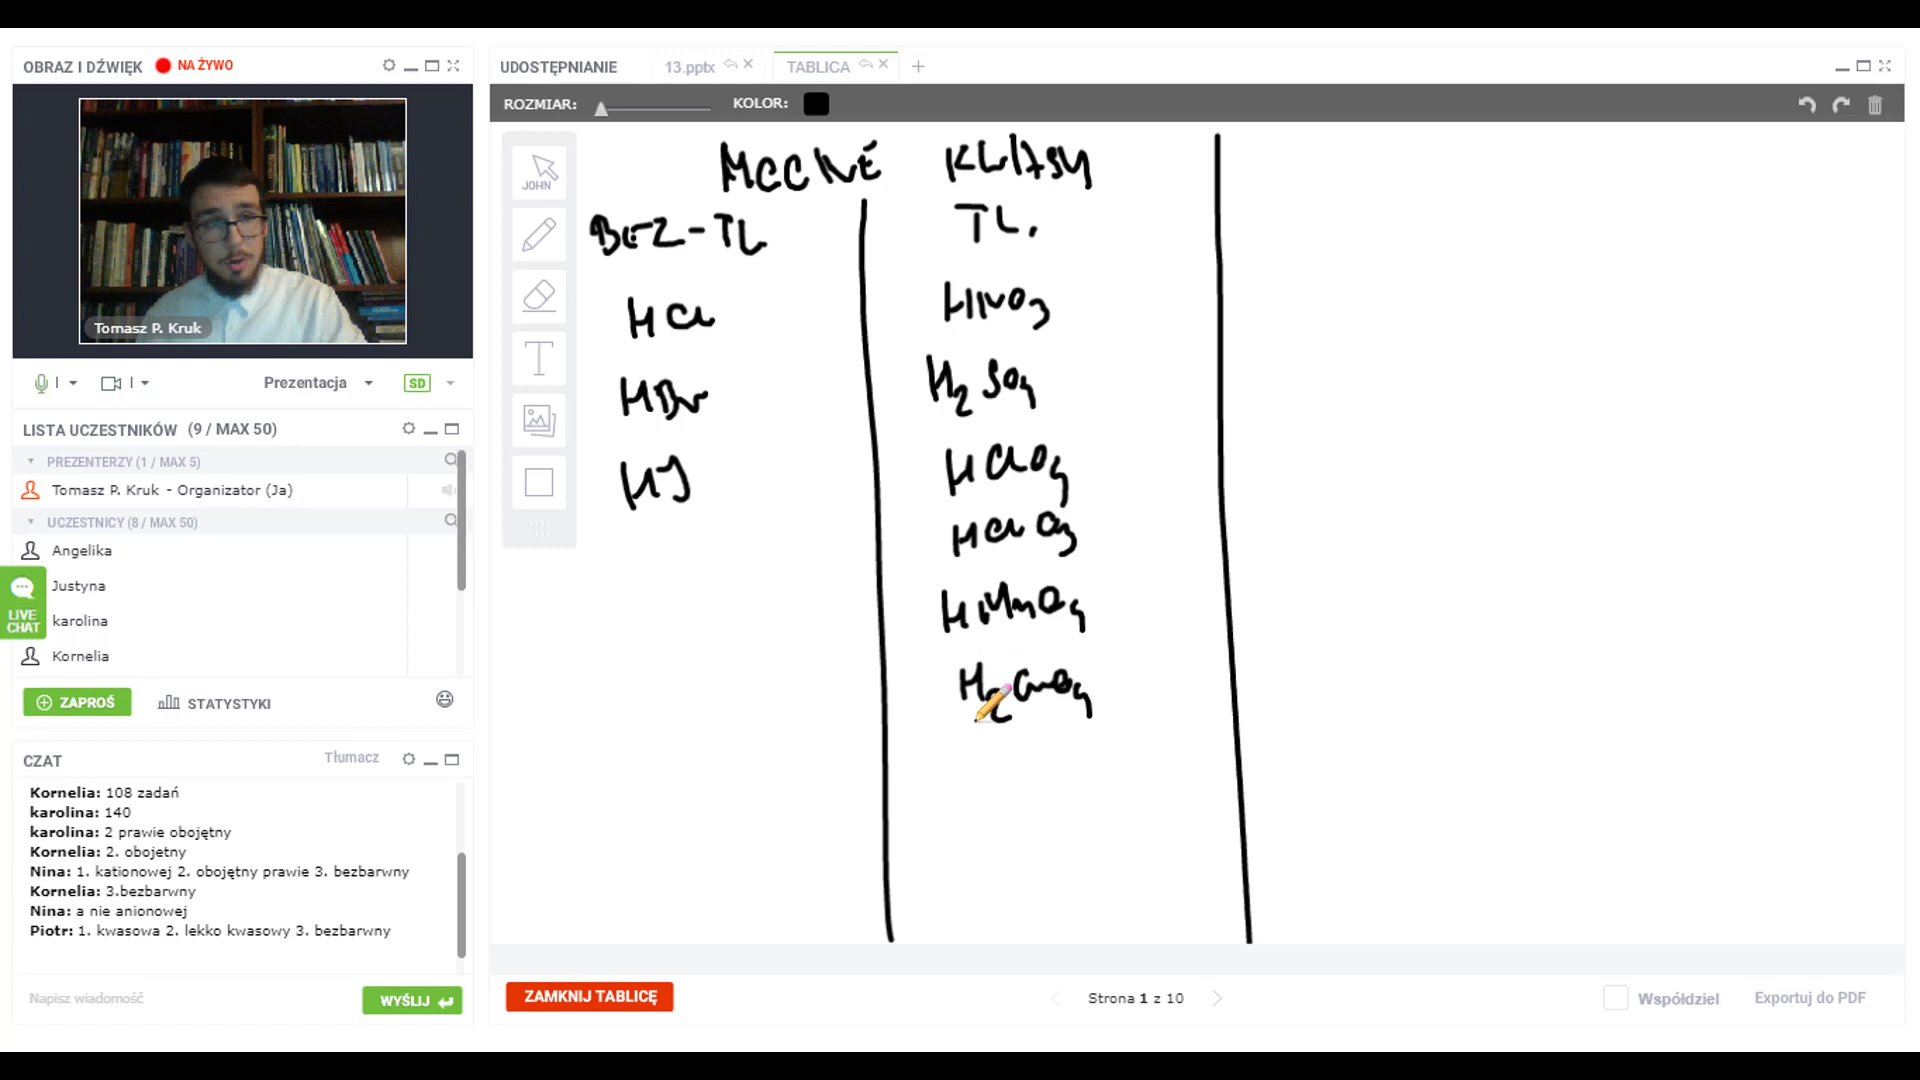 OBRAZ I DŹWIĘK NA ŻYWO
Tomasz P. Kruk
Prezentacja SD
LISTA UCZESTNIKÓW (9 / MAX 50)
PREZENTERZY (1 / MAX 5)
Tomasz P. Kruk - Organizator (Ja)
UCZESTNICY (8 / MAX 50)
Angelika
Justyna
karolina
Kornelia
LIVE
CHAT
ZAPROŚ STATYSTYKI
CZAT Tłumacz
Kornelia: 108 zadań
karolina: 140
karolina: 2 prawie obojętny
Kornelia: 2. obojetny
Nina: 1. kationowej 2. obojętny prawie 3. bezbarwny
Kornelia: 3.bezbarwny
Nina: a nie anionowej
Piotr: 1. kwasowa 2. lekko kwasowy 3. bezbarwny
Napisz wiadomość WYŚLIJ
UDOSTĘPNIANIE 13.pptx TABLICA
ROZMIAR: KOLOR:
JOHN
T
MOCNE KWASY
BEZ-TL TL.
HCl HNO3
HBr H2SO4
HJ HClO4
HClO3
HMnO4
H2CrO4
ZAMKNIJ TABLICĘ Strona 1 z 10 Współdziel Exportuj do PDF